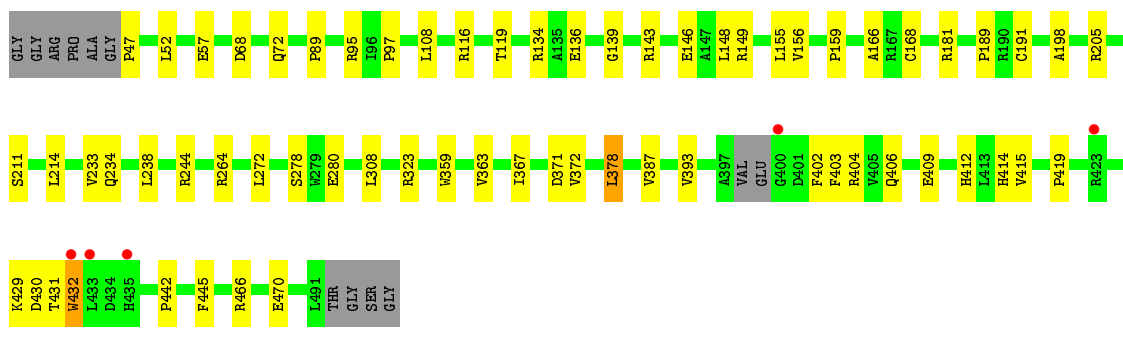 GLY GLY ARG PRO ALA GLY P47 L52 E57 D68 Q72 P89 R95 I96 P97 L108 R116 T119 R134 A135 E136 G139 R143 E146 A147 L148 R149 L155 V156 P159 A166 R167 C168 R181 P189 R190 C191 A198 R205
S211 L214 V233 Q234 L238 R244 R264 L272 S278 W279 E280 L308 R323 W359 V363 I367 D371 V372 L378 V387 V393 A397 VAL GLU G400 D401 F402 F403 R404 V405 Q406 E409 H412 L413 H414 V415 P419 R423
K429 D430 T431 W432 L433 D434 H435 P442 F445 R466 E470 L491 THR GLY SER GLY